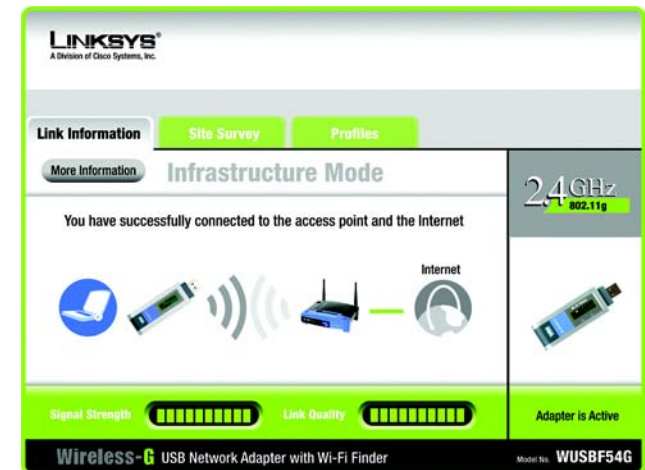 LINKSYS®
A Division of Cisco Systems, Inc.
Link Information
Site Survey
Profiles
More Information
Infrastructure Mode
2.4GHz
802.11g
You have successfully connected to the access point and the Internet
Internet
Signal Strength
Link Quality
Adapter is Active
Wireless-G USB Network Adapter with Wi-Fi Finder
Model No. WUSBF54G